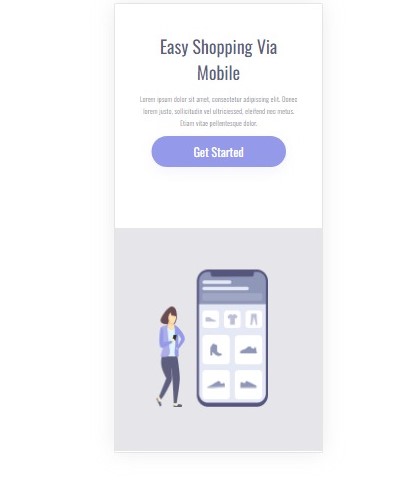 Easy Shopping Via
Mobile
Lorem ipsum dolor sit amet, consectetur adipiscing elit. Donec
lorem justo, sollicitudin vel ultricessed, eleifend nec metus.
Etiam vitae pellentesque dolor.
Get Started